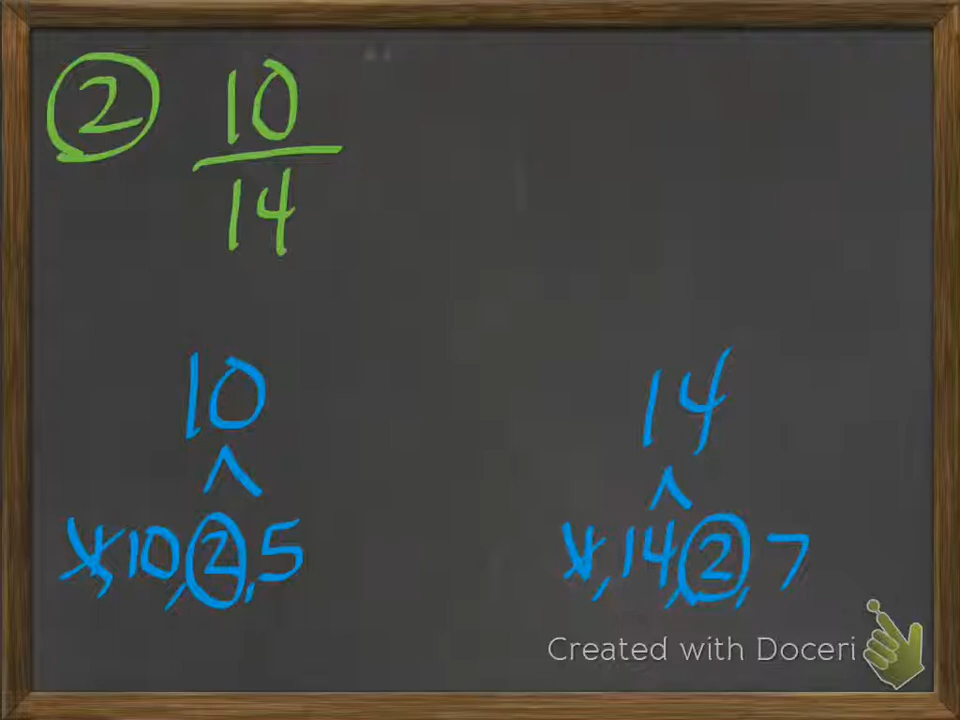 ② 10
14
10 14
1, 10, 2, 5 1, 14, 2, 7
Created with Doceri